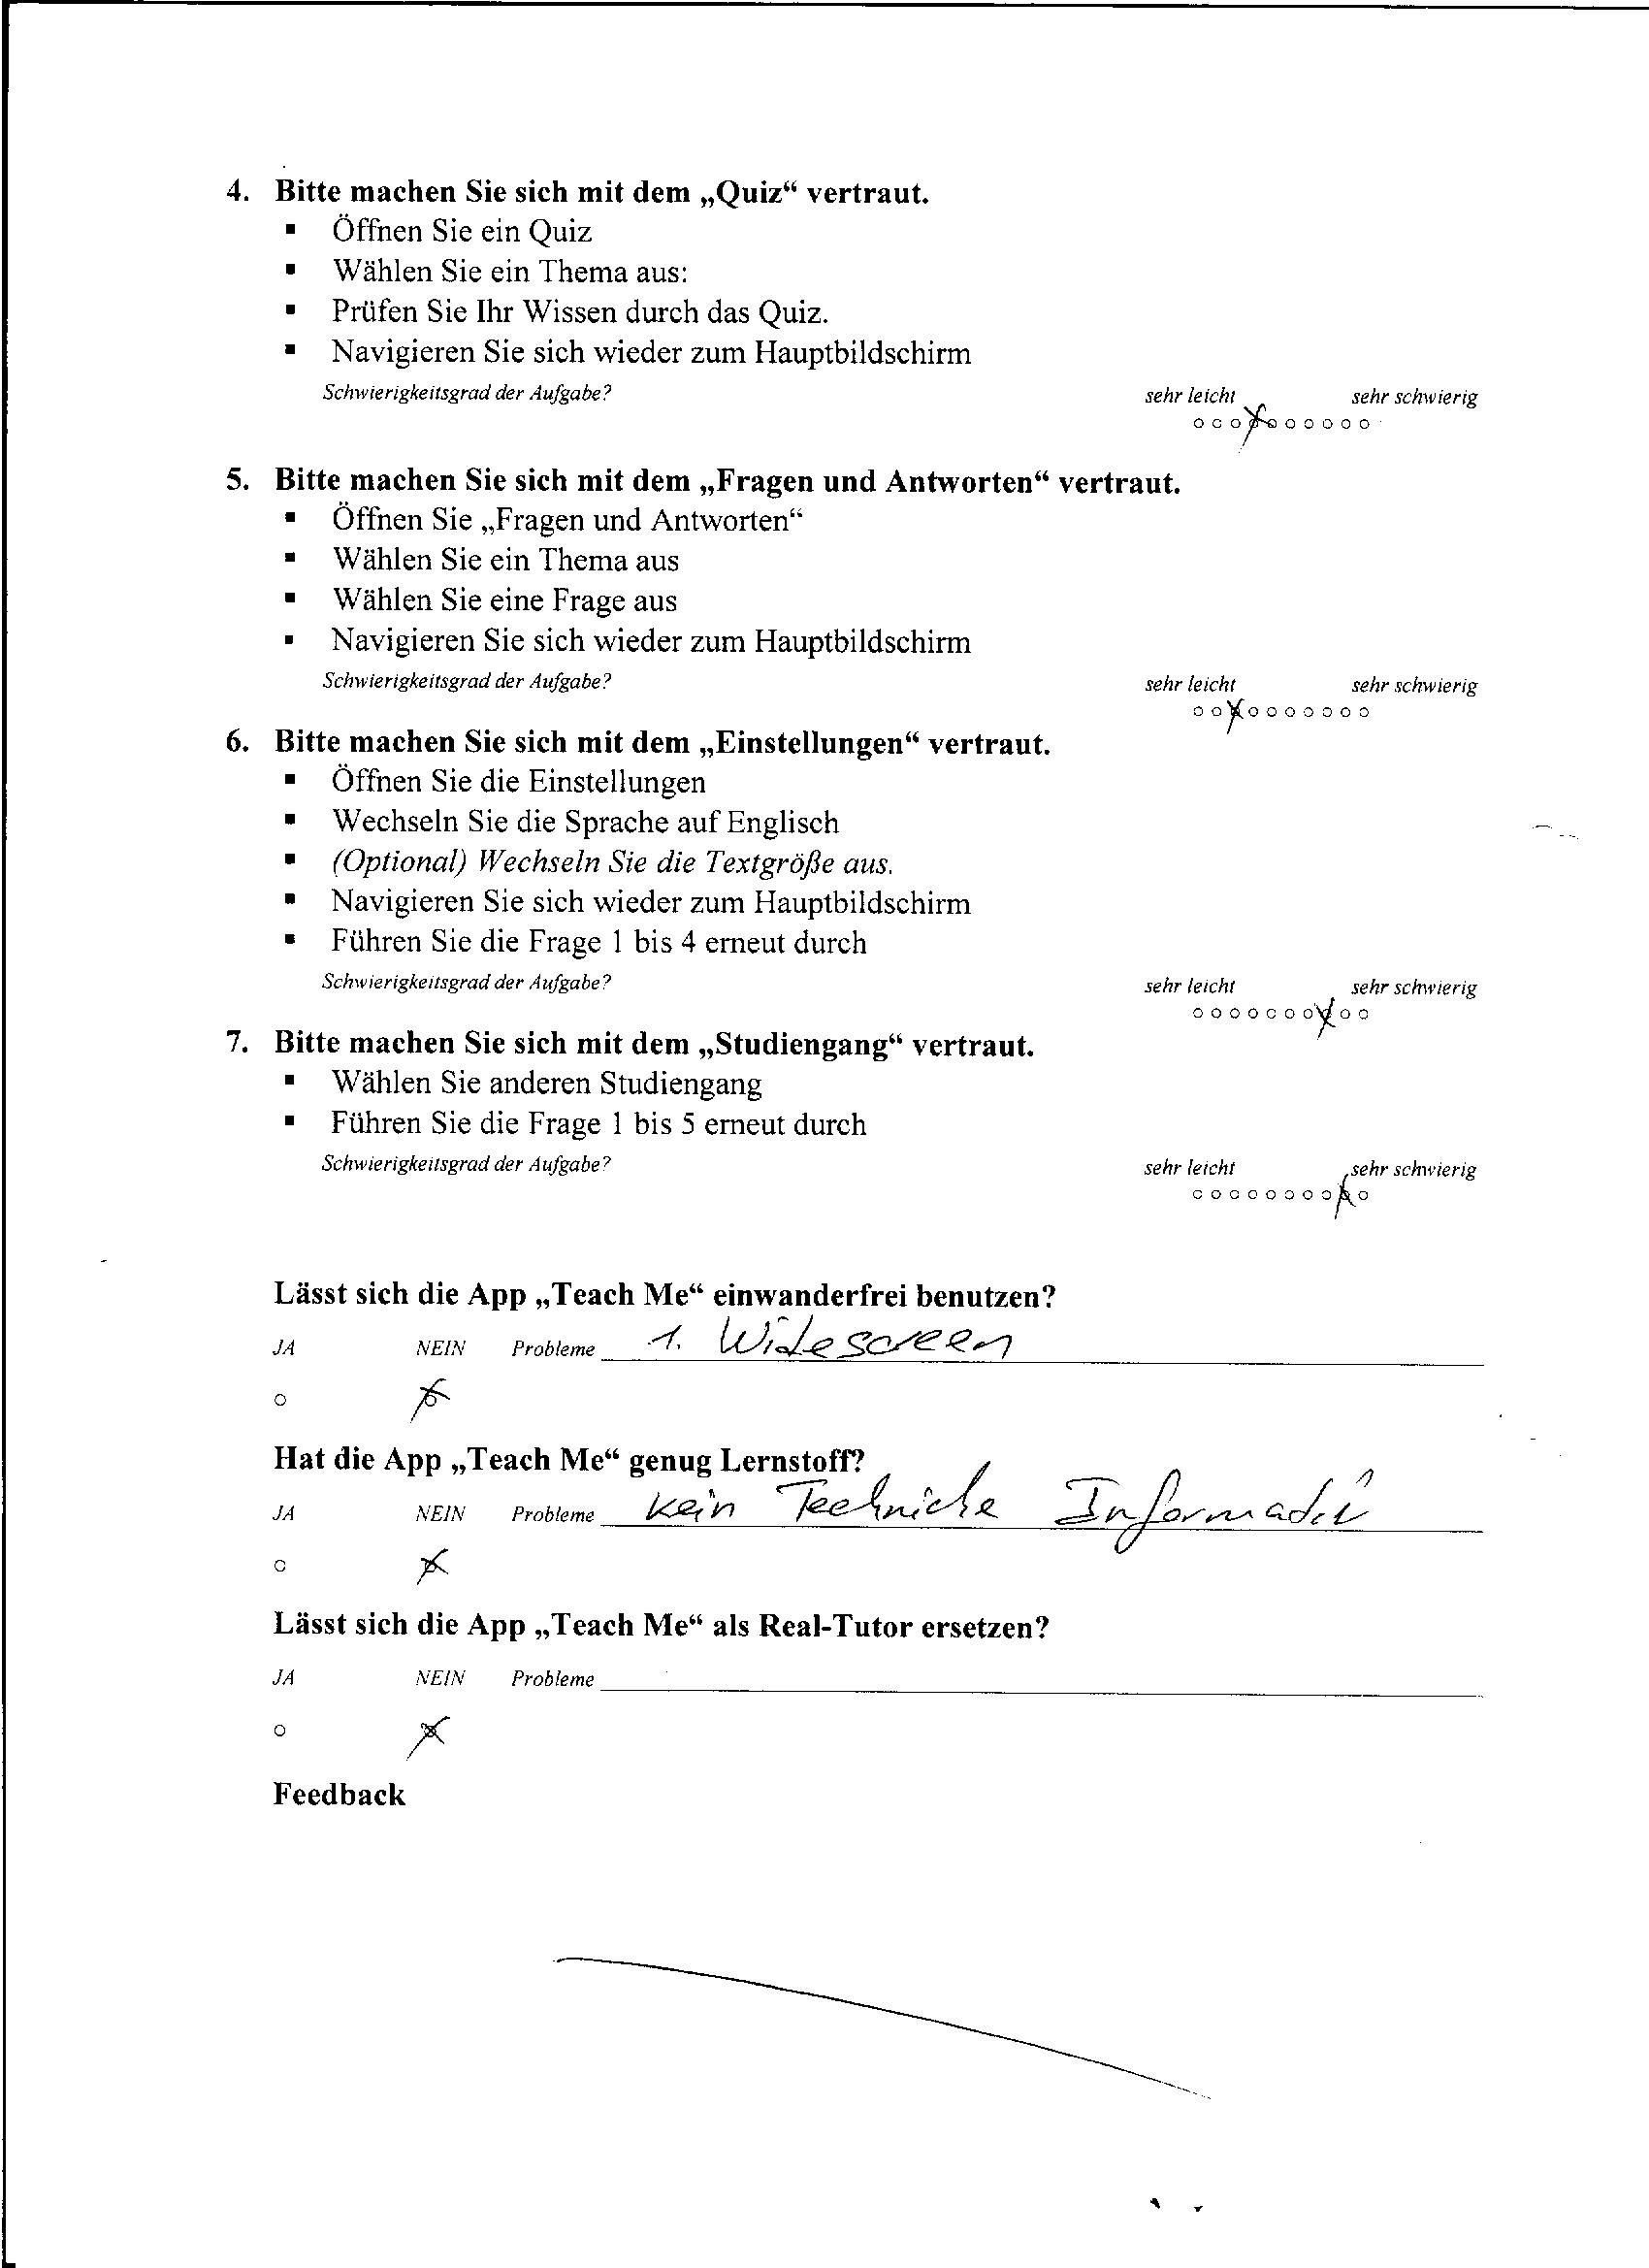 4. Bitte machen Sie sich mit dem „Quiz“ vertraut.
▪ Öffnen Sie ein Quiz
▪ Wählen Sie ein Thema aus:
▪ Prüfen Sie Ihr Wissen durch das Quiz.
▪ Navigieren Sie sich wieder zum Hauptbildschirm
Schwierigkeitsgrad der Aufgabe? sehr leicht sehr schwierig
5. Bitte machen Sie sich mit dem „Fragen und Antworten“ vertraut.
▪ Öffnen Sie „Fragen und Antworten“
▪ Wählen Sie ein Thema aus
▪ Wählen Sie eine Frage aus
▪ Navigieren Sie sich wieder zum Hauptbildschirm
Schwierigkeitsgrad der Aufgabe? sehr leicht sehr schwierig
6. Bitte machen Sie sich mit dem „Einstellungen“ vertraut.
▪ Öffnen Sie die Einstellungen
▪ Wechseln Sie die Sprache auf Englisch
▪ (Optional) Wechseln Sie die Textgröße aus.
▪ Navigieren Sie sich wieder zum Hauptbildschirm
▪ Führen Sie die Frage 1 bis 4 erneut durch
Schwierigkeitsgrad der Aufgabe? sehr leicht sehr schwierig
7. Bitte machen Sie sich mit dem „Studiengang“ vertraut.
▪ Wählen Sie anderen Studiengang
▪ Führen Sie die Frage 1 bis 5 erneut durch
Schwierigkeitsgrad der Aufgabe? sehr leicht sehr schwierig
Lässt sich die App „Teach Me“ einwanderfrei benutzen?
JA NEIN Probleme 1. Widescreen
Hat die App „Teach Me“ genug Lernstoff?
JA NEIN Probleme kein Techniche Informatik
Lässt sich die App „Teach Me“ als Real-Tutor ersetzen?
JA NEIN Probleme
Feedback